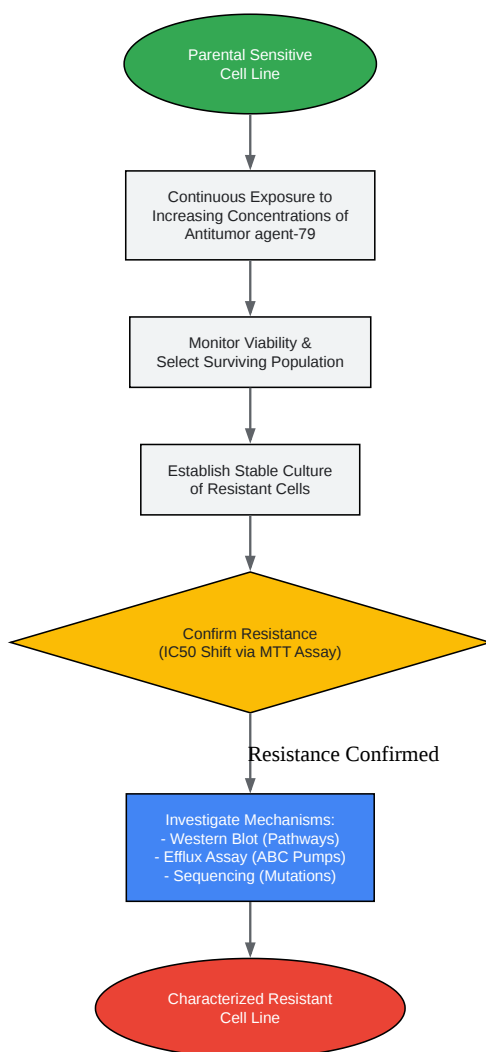 Parental Sensitive
Cell Line
Continuous Exposure to
Increasing Concentrations of
Antitumor agent-79
Monitor Viability &
Select Surviving Population
Establish Stable Culture
of Resistant Cells
Confirm Resistance
(IC50 Shift via MTT Assay)
Resistance Confirmed
Investigate Mechanisms:
- Western Blot (Pathways)
- Efflux Assay (ABC Pumps)
- Sequencing (Mutations)
Characterized Resistant
Cell Line